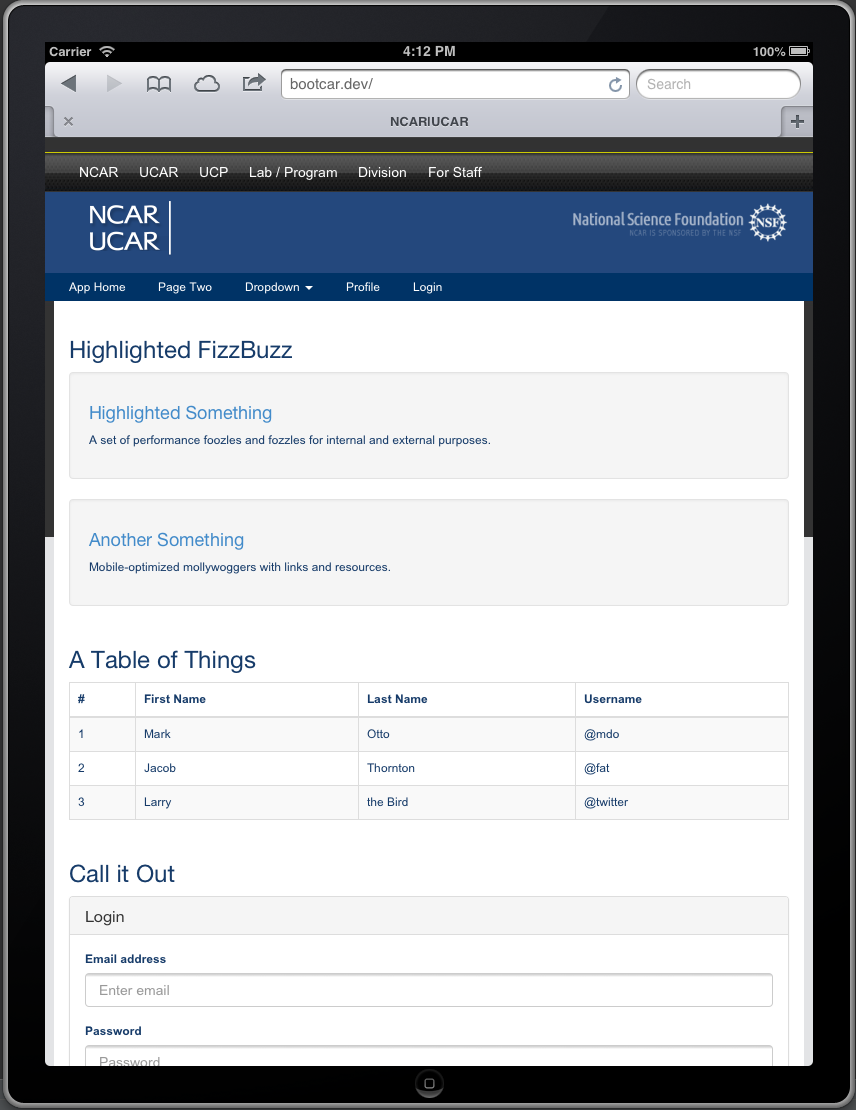 Carrier 4:12 PM 100%
bootcar.dev/ Search
NCAR|UCAR
NCAR UCAR UCP Lab / Program Division For Staff
NCAR
UCAR
National Science Foundation
NCAR IS SPONSORED BY THE NSF
NSF
App Home Page Two Dropdown Profile Login
Highlighted FizzBuzz
Highlighted Something
A set of performance foozles and fozzles for internal and external purposes.
Another Something
Mobile-optimized mollywoggers with links and resources.
A Table of Things
# First Name Last Name Username
1 Mark Otto @mdo
2 Jacob Thornton @fat
3 Larry the Bird @twitter
Call it Out
Login
Email address
Enter email
Password
Password